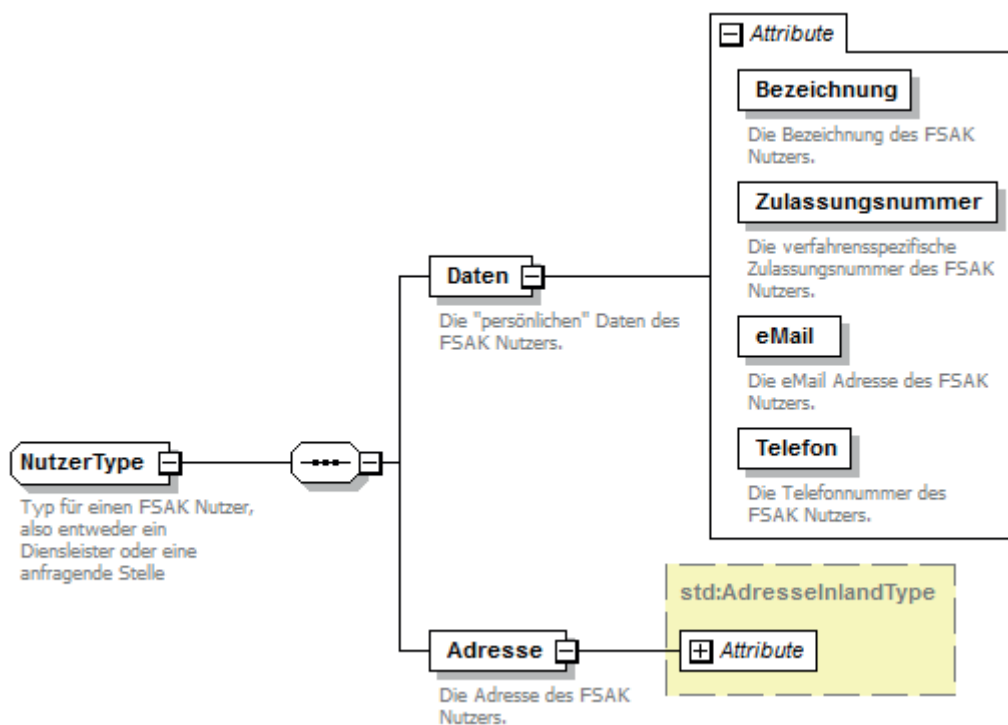 Attribute
Bezeichnung
Die Bezeichnung des FSAK
Nutzers.
Zulassungsnummer
Die verfahrensspezifische
Zulassungsnummer des FSAK
Nutzers.
eMail
Die eMail Adresse des FSAK
Nutzers.
Telefon
Die Telefonnummer des
FSAK Nutzers.
Daten
Die "persönlichen" Daten des
FSAK Nutzers.
NutzerType
Typ für einen FSAK Nutzer,
also entweder ein
Diensleister oder eine
anfragende Stelle
std:AdresseInlandType
Attribute
Adresse
Die Adresse des FSAK
Nutzers.